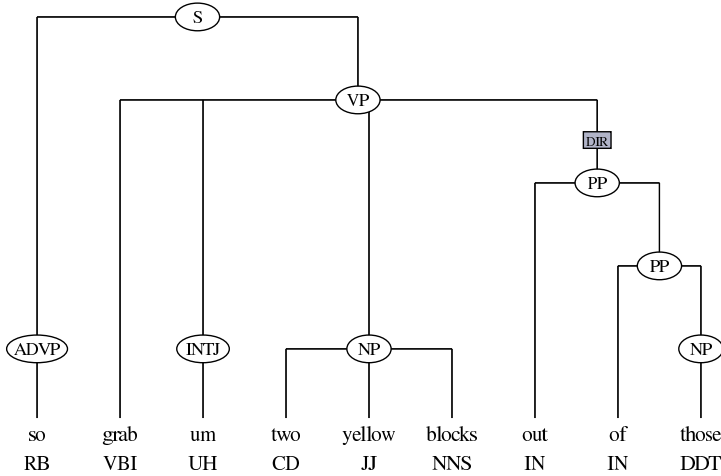 S
VP
DIR
PP
PP
ADVP INTJ NP NP
so grab um two yellow blocks out of those
RB VBI UH CD JJ NNS IN IN DDT